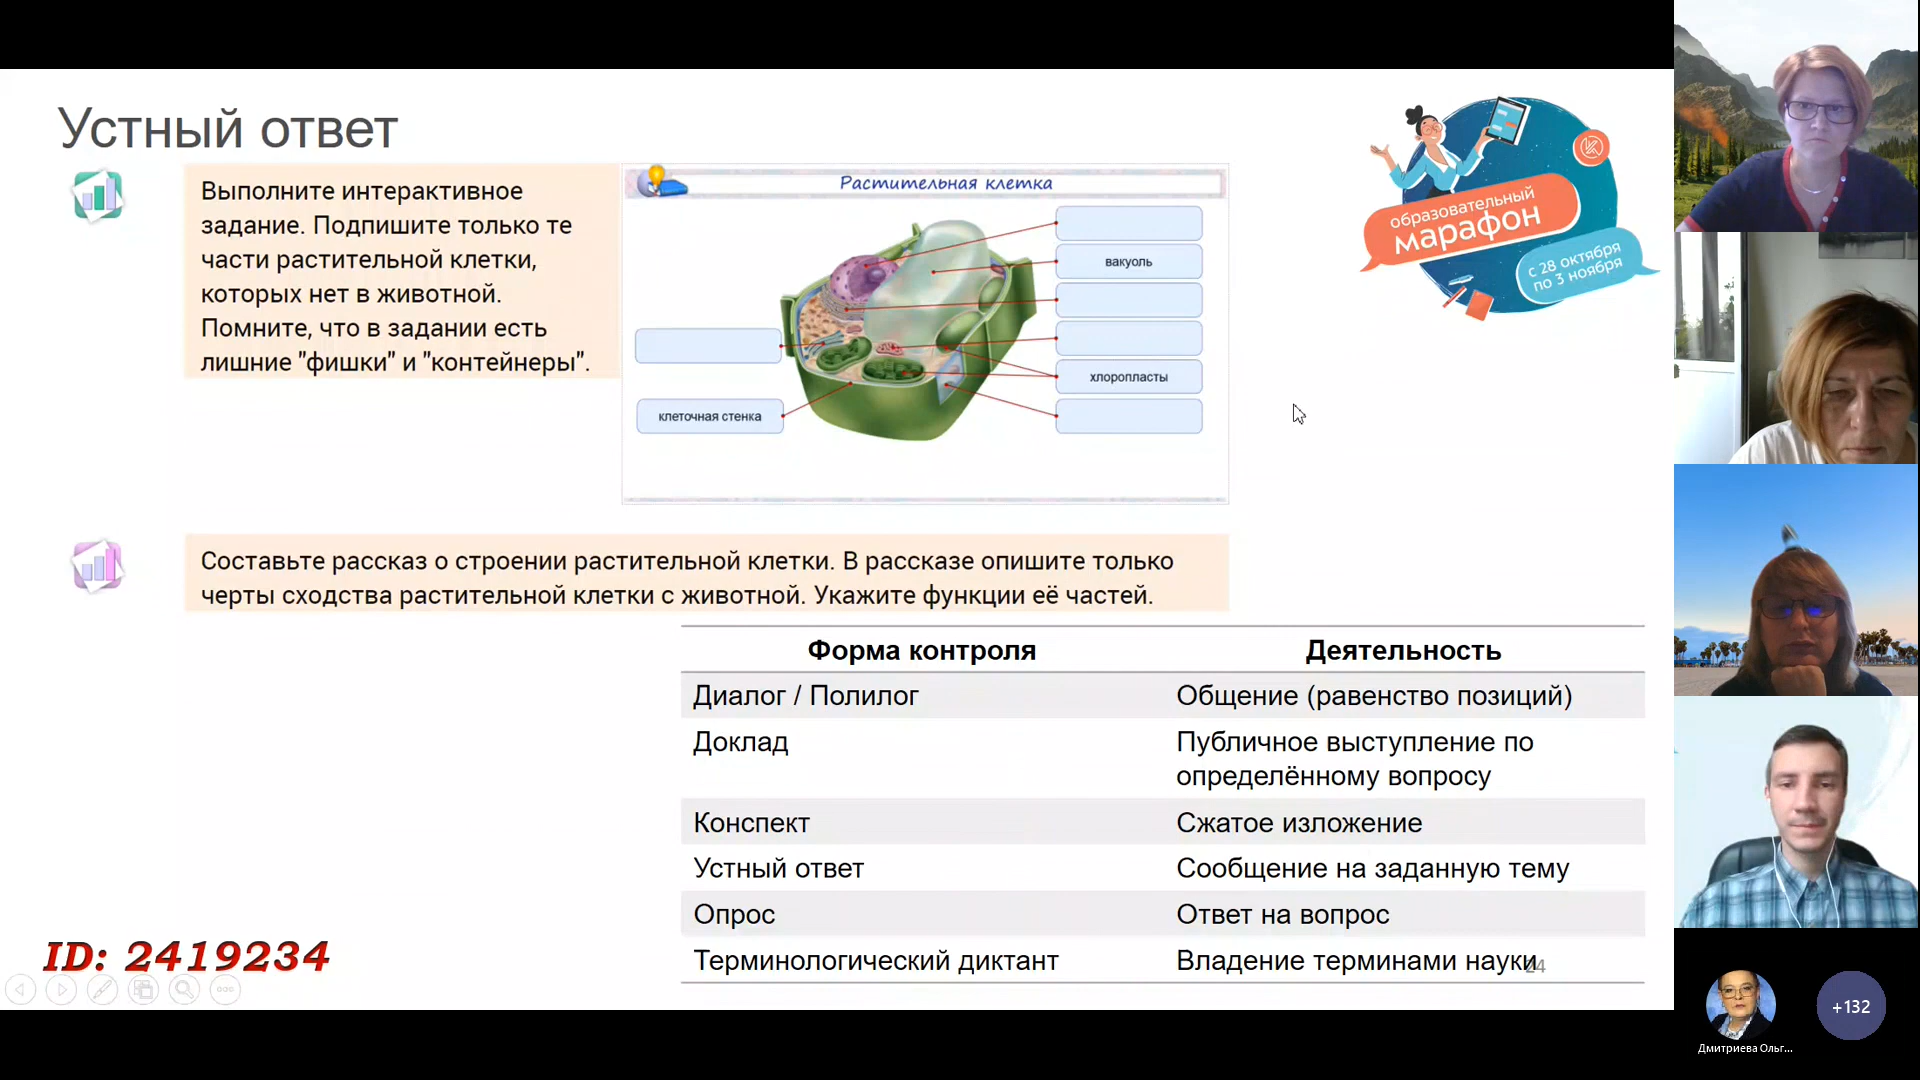 Устный ответ
Выполните интерактивное
задание. Подпишите только те
части растительной клетки,
которых нет в животной.
Помните, что в задании есть
лишние "фишки" и "контейнеры".
Растительная клетка
вакуоль
хлоропласты
клеточная стенка
образовательный
марафон
с 28 октября
по 3 ноября
Составьте рассказ о строении растительной клетки. В рассказе опишите только
черты сходства растительной клетки с животной. Укажите функции её частей.
Форма контроля Деятельность
Диалог / Полилог Общение (равенство позиций)
Доклад Публичное выступление по
определённому вопросу
Конспект Сжатое изложение
Устный ответ Сообщение на заданную тему
Опрос Ответ на вопрос
Терминологический диктант Владение терминами науки
24
ID: 2419234
+132
Дмитриева Ольг...